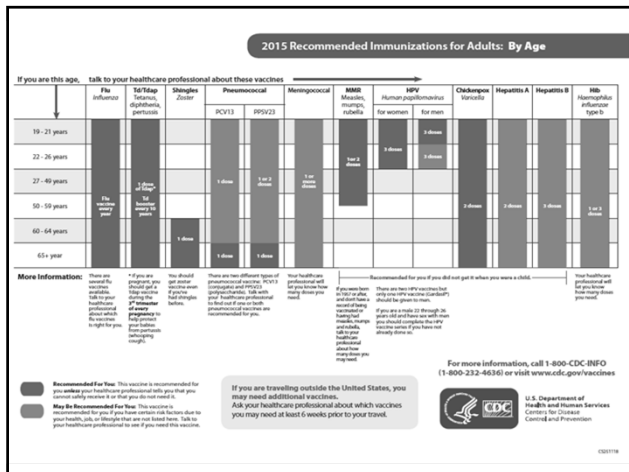 2015 Recommended Immunizations for Adults: By Age
If you are this age, talk to your healthcare professional about these vaccines
Flu
Influenza
Td/Tdap
Tetanus,
diphtheria,
pertussis
Shingles
Zoster
Pneumococcal
PCV13
PPSV23
Meningococcal
MMR
Measles,
mumps,
rubella
HPV
Human papillomavirus
for women
for men
Chickenpox
Varicella
Hepatitis A
Hepatitis B
Hib
Haemophilus
influenzae
type b
19 - 21 years
22 - 26 years
27 - 49 years
50 - 59 years
60 - 64 years
65+ year
Flu
vaccine
every
year
1 dose
of Tdap*
Td
booster
every 10
years
1 dose
1 dose
1 dose
1 or 2
doses
1 dose
1 or
more
doses
1 or 2
doses
3 doses
3 doses
3 doses
2 doses
2 doses
3 doses
1 or 3
doses
More Information:
There are
several flu
vaccines
available.
Talk to your
healthcare
professional
about which
flu vaccine
is right for you.
* If you are
pregnant, you
should get a
Tdap vaccine
during the
3rd trimester
of every
pregnancy to
help protect
your babies
from pertussis
(whooping
cough).
You should
get zoster
vaccine even
if you've
had shingles
before.
There are two different types of
pneumococcal vaccine: PCV13
(conjugate) and PPSV23
(polysaccharide). Talk with
your healthcare professional
to find out if one or both
pneumococcal vaccines are
recommended for you.
Your healthcare
professional will
let you know how
many doses you
need.
Recommended for you if you did not get it when you were a child.
If you were born
in 1957 or after,
and don't have a
record of being
vaccinated or
having had
measles, mumps
and rubella,
talk to your
healthcare
professional
about how
many doses you
may need.
There are two HPV vaccines but
only one HPV vaccine (Gardasil®)
should be given to men.
If you are a male 22 through 26
years old and have sex with men
you should complete the HPV
vaccine series if you have not
already done so.
Your healthcare
professional will
let you know
how many doses
you need.
Recommended For You: This vaccine is recommended for
you unless your healthcare professional tells you that you
cannot safely receive it or that you do not need it.
May Be Recommended For You: This vaccine is
recommended for you if you have certain risk factors due to
your health, job, or lifestyle that are not listed here. Talk to your
healthcare professional to see if you need this vaccine.
If you are traveling outside the United States, you
may need additional vaccines.
Ask your healthcare professional about which vaccines
you may need at least 6 weeks prior to your travel.
For more information, call 1-800-CDC-INFO
(1-800-232-4636) or visit www.cdc.gov/vaccines
CDC
U.S. Department of
Health and Human Services
Centers for Disease
Control and Prevention